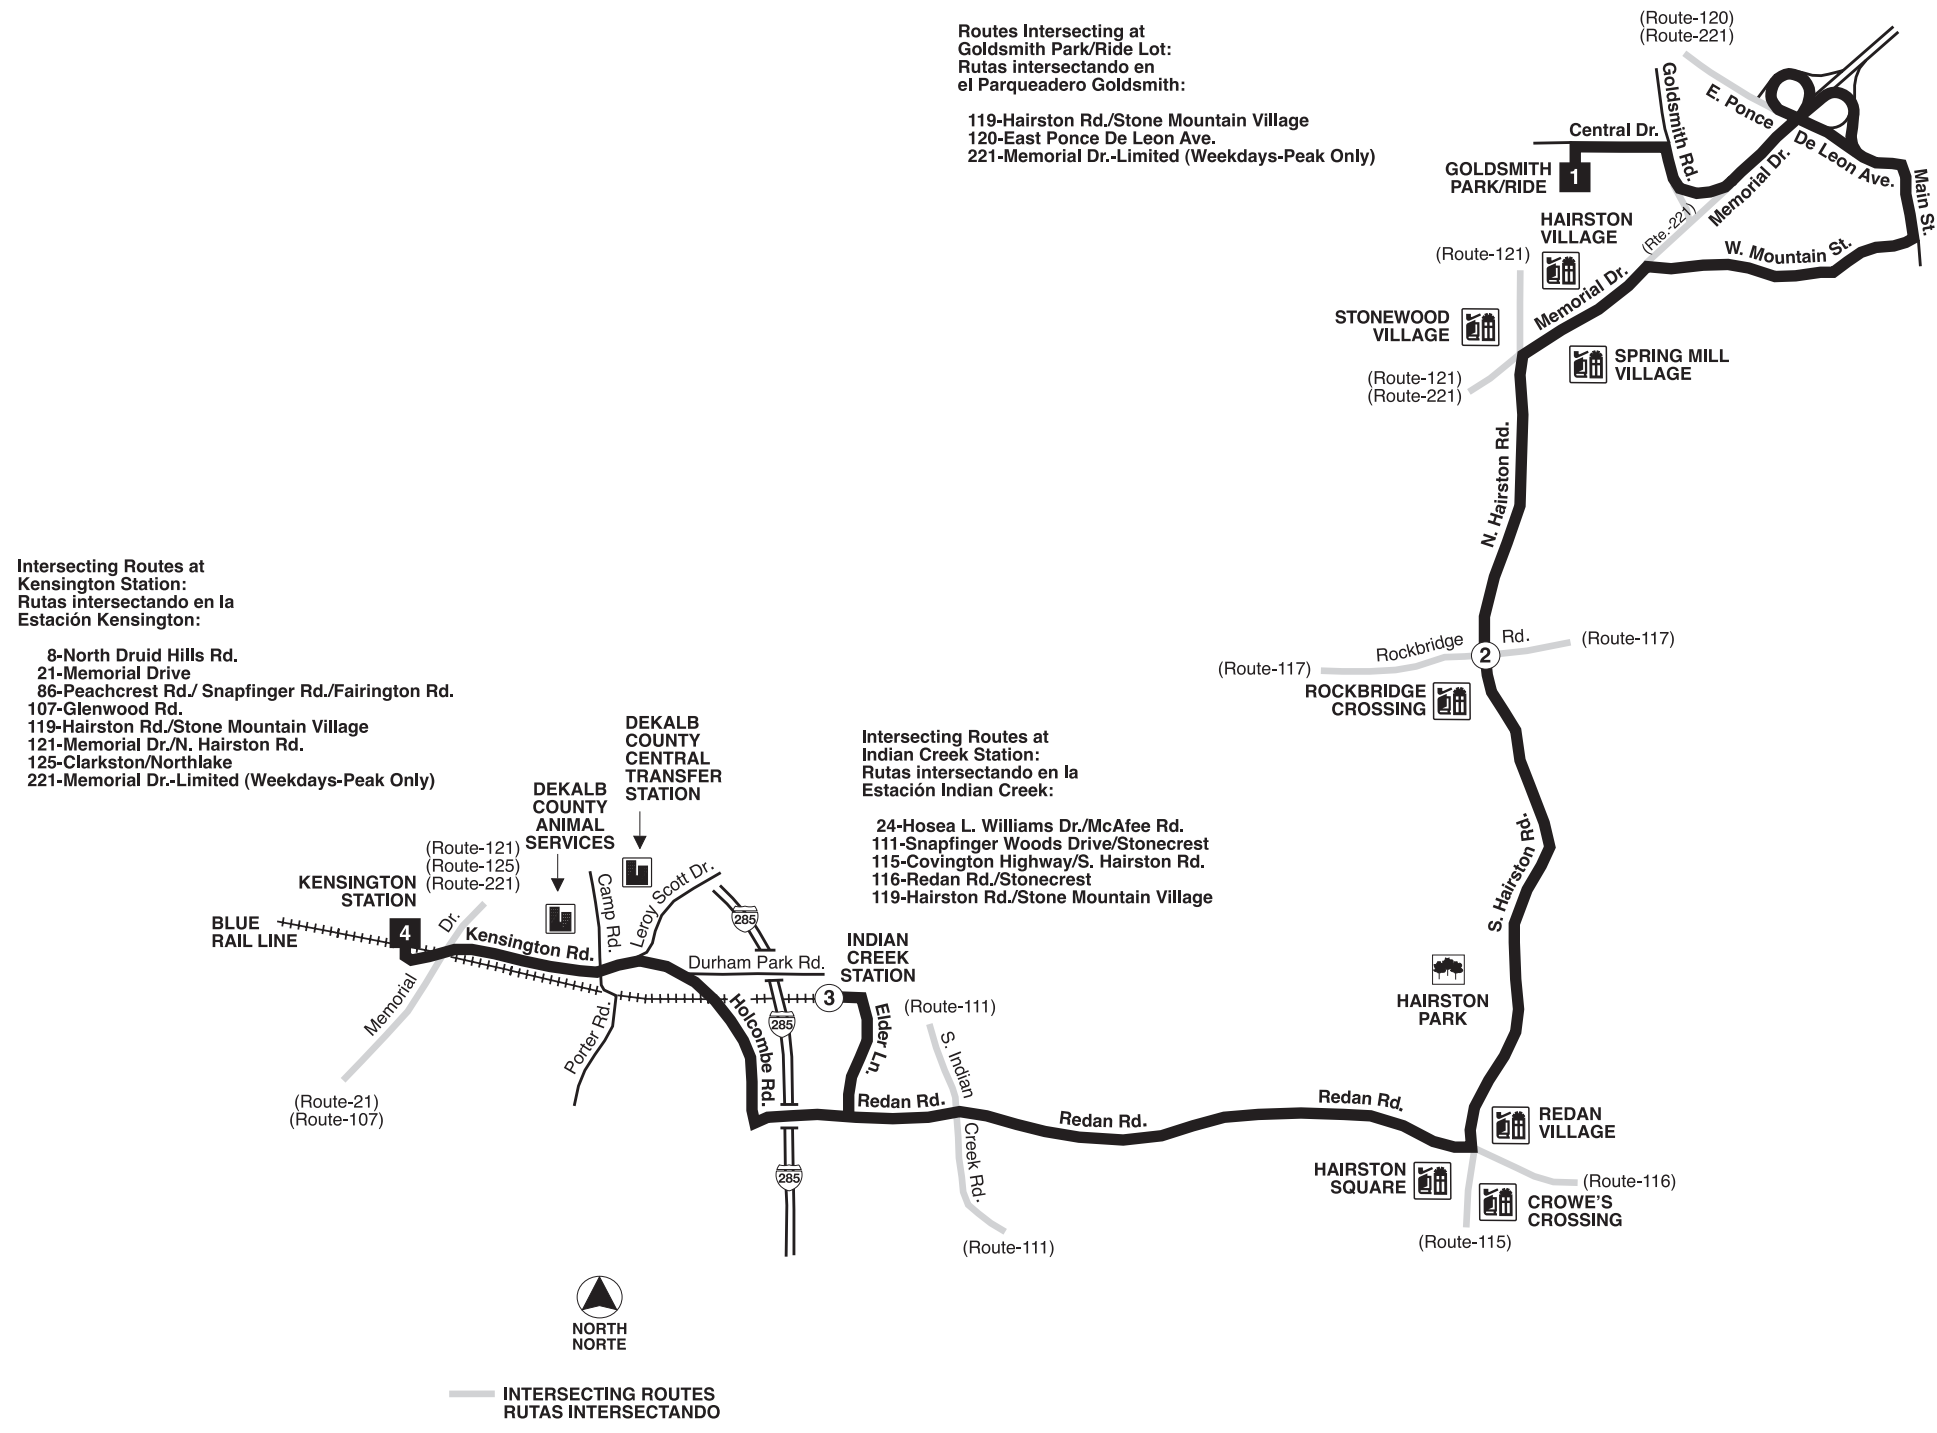 Routes Intersecting at
Goldsmith Park/Ride Lot:
Rutas intersectando en
el Parqueadero Goldsmith:
119-Hairston Rd./Stone Mountain Village
120-East Ponce De Leon Ave.
221-Memorial Dr.-Limited (Weekdays-Peak Only)
(Route-120)
(Route-221)
Goldsmith Rd.
E. Ponce
De Leon Ave.
Central Dr.
GOLDSMITH
PARK/RIDE
1
Memorial Dr.
Main St.
(Rte.-221)
W. Mountain St.
HAIRSTON
VILLAGE
(Route-121)
Memorial Dr.
STONEWOOD
VILLAGE
SPRING MILL
VILLAGE
(Route-121)
(Route-221)
N. Hairston Rd.
Rockbridge
Rd.
(Route-117)
(Route-117)
2
ROCKBRIDGE
CROSSING
S. Hairston Rd.
HAIRSTON
PARK
Intersecting Routes at
Kensington Station:
Rutas intersectando en la
Estación Kensington:
8-North Druid Hills Rd.
21-Memorial Drive
86-Peachcrest Rd./ Snapfinger Rd./Fairington Rd.
107-Glenwood Rd.
119-Hairston Rd./Stone Mountain Village
121-Memorial Dr./N. Hairston Rd.
125-Clarkston/Northlake
221-Memorial Dr.-Limited (Weekdays-Peak Only)
DEKALB
COUNTY
CENTRAL
TRANSFER
STATION
DEKALB
COUNTY
ANIMAL
SERVICES
Intersecting Routes at
Indian Creek Station:
Rutas intersectando en la
Estación Indian Creek:
24-Hosea L. Williams Dr./McAfee Rd.
111-Snapfinger Woods Drive/Stonecrest
115-Covington Highway/S. Hairston Rd.
116-Redan Rd./Stonecrest
119-Hairston Rd./Stone Mountain Village
(Route-121)
(Route-125)
(Route-221)
KENSINGTON
STATION
BLUE
RAIL LINE
4
Dr.
Memorial
Kensington Rd.
Camp Rd.
Leroy Scott Dr.
285
Durham Park Rd.
INDIAN
CREEK
STATION
3
Porter Rd.
Holcombe Rd.
285
Elder Ln.
(Route-111)
S. Indian
Creek Rd.
(Route-21)
(Route-107)
Redan Rd.
Redan Rd.
Redan Rd.
285
(Route-111)
REDAN
VILLAGE
HAIRSTON
SQUARE
(Route-116)
CROWE'S
CROSSING
(Route-115)
NORTH
NORTE
INTERSECTING ROUTES
RUTAS INTERSECTANDO